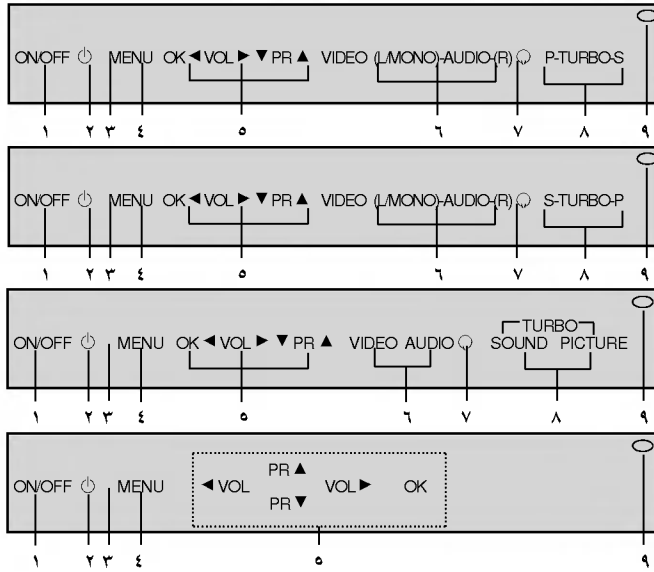 ON/OFF MENU OK ◄ VOL ► ▼ PR ▲ VIDEO (L/MONO)-AUDIO-(R) P-TURBO-S
١ ٢ ٣ ٤ ٥ ٦ ٧ ٨ ٩
ON/OFF MENU OK ◄ VOL ► ▼ PR ▲ VIDEO (L/MONO)-AUDIO-(R) S-TURBO-P
١ ٢ ٣ ٤ ٥ ٦ ٧ ٨ ٩
TURBO
ON/OFF MENU OK ◄ VOL ► ▼ PR ▲ VIDEO AUDIO SOUND PICTURE
١ ٢ ٣ ٤ ٥ ٦ ٧ ٨ ٩
PR ▲
ON/OFF MENU ◄ VOL VOL ► OK
PR ▼
١ ٢ ٣ ٤ ٥ ٩